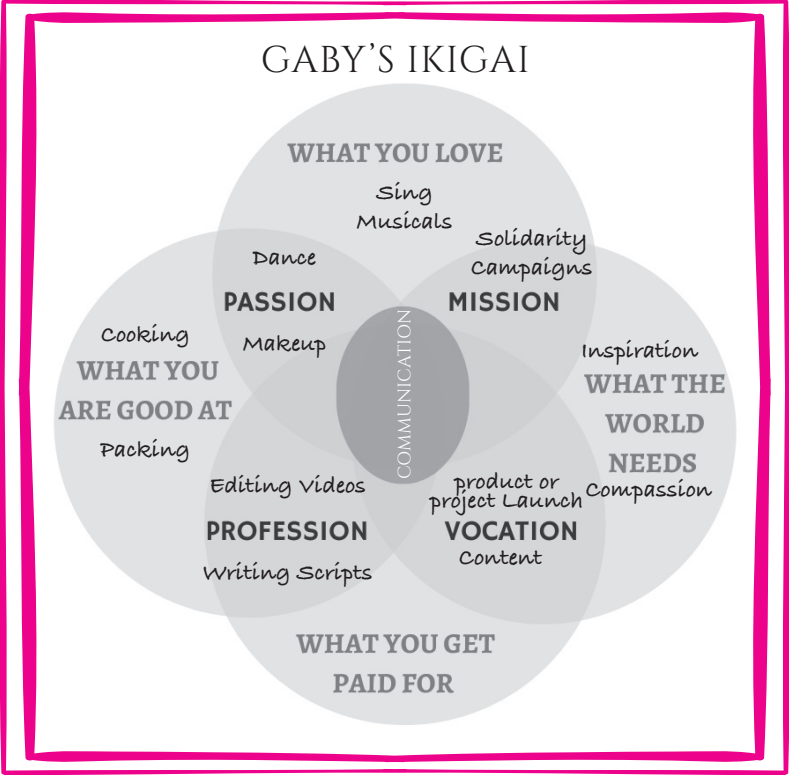 GABY'S IKIGAI
WHAT YOU LOVE
Sing
Musicals
Solidarity
Campaigns
Dance
PASSION
MISSION
Makeup
COMMUNICATION
Cooking
WHAT YOU
ARE GOOD AT
Packing
Inspiration
WHAT THE
WORLD
NEEDS
Compassion
Editing Videos
PROFESSION
Writing Scripts
product or
project Launch
VOCATION
Content
WHAT YOU GET
PAID FOR